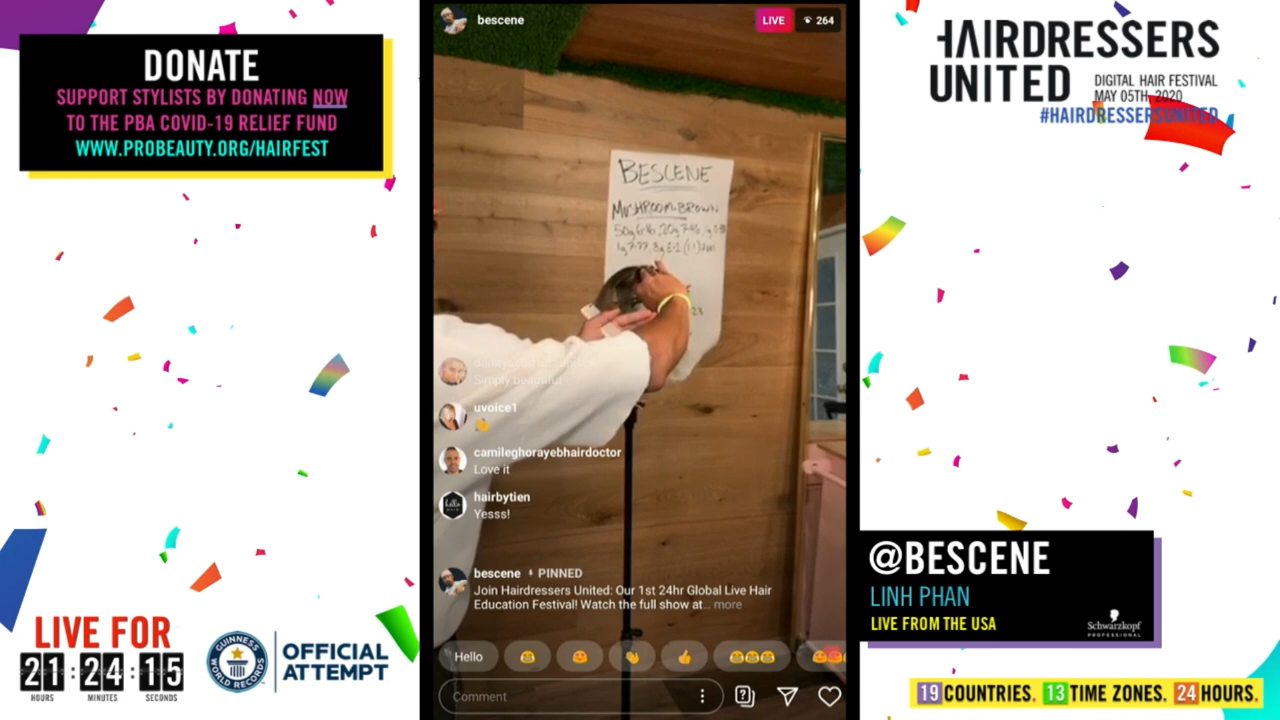 DONATE
SUPPORT STYLISTS BY DONATING NOW
TO THE PBA COVID-19 RELIEF FUND
WWW.PROBEAUTY.ORG/HAIRFEST
LIVE FOR
21:24:15
HOURS MINUTES SECONDS
GUINNESS
WORLD RECORDS
OFFICIAL
ATTEMPT
bescene
LIVE
264
BESCENE
MUSHROOM-BROWN
Simply beautiful
uvoice1
👏
camileghorayebhairdoctor
Love it
hairbytien
Yesss!
bescene PINNED
Join Hairdressers United: Our 1st 24hr Global Live Hair
Education Festival! Watch the full show at... more
Hello
Comment
HAIRDRESSERS
UNITED
DIGITAL HAIR FESTIVAL
MAY 05TH, 2020
#HAIRDRESSERSUNITED
@BESCENE
LINH PHAN
LIVE FROM THE USA
Schwarzkopf
PROFESSIONAL
19 COUNTRIES. 13 TIME ZONES. 24 HOURS.